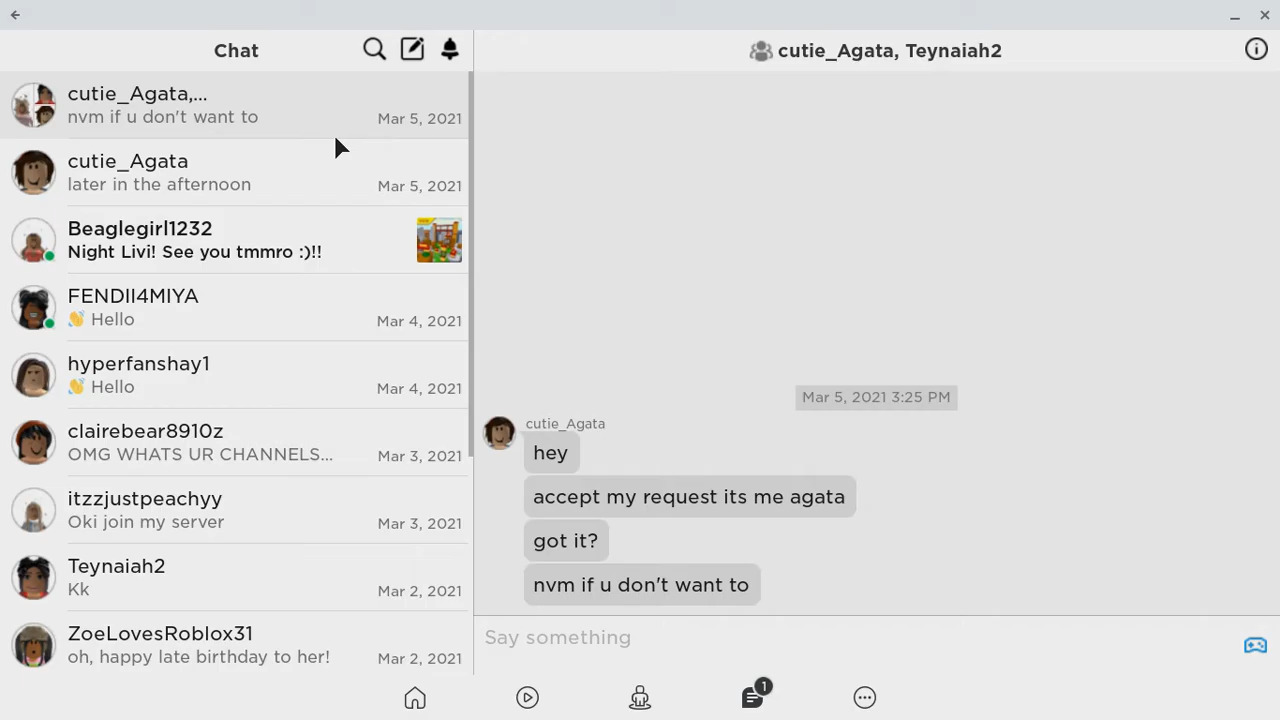 Chat
cutie_Agata,...
nvm if u don't want to
Mar 5, 2021
cutie_Agata
later in the afternoon
Mar 5, 2021
Beaglegirl1232
Night Livi! See you tmmro :)!!
FENDII4MIYA
👋 Hello
Mar 4, 2021
hyperfanshay1
👋 Hello
Mar 4, 2021
clairebear8910z
OMG WHATS UR CHANNELS...
Mar 3, 2021
itzzjustpeachyy
Oki join my server
Mar 3, 2021
Teynaiah2
Kk
Mar 2, 2021
ZoeLovesRoblox31
oh, happy late birthday to her!
Mar 2, 2021
cutie_Agata, Teynaiah2
Mar 5, 2021 3:25 PM
cutie_Agata
hey
accept my request its me agata
got it?
nvm if u don't want to
Say something
1